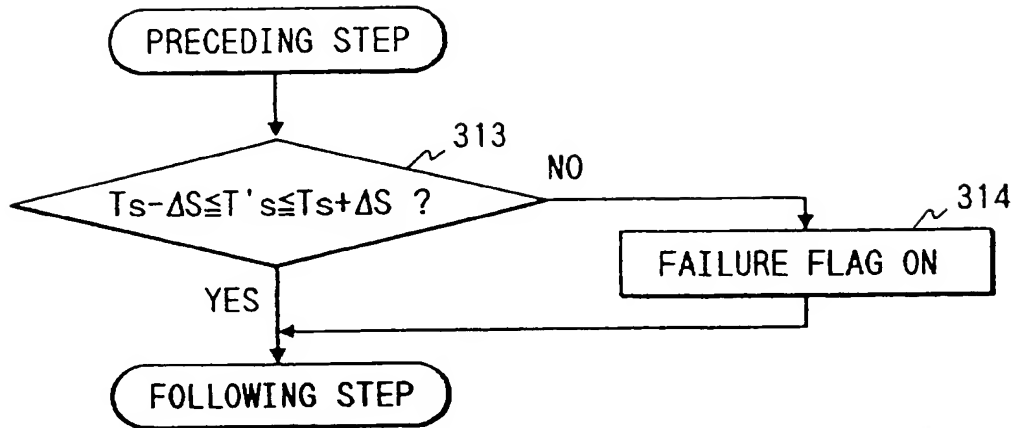 PRECEDING STEP
313
Ts-ΔS≦T's≦Ts+ΔS ?
NO
314
FAILURE FLAG ON
YES
FOLLOWING STEP